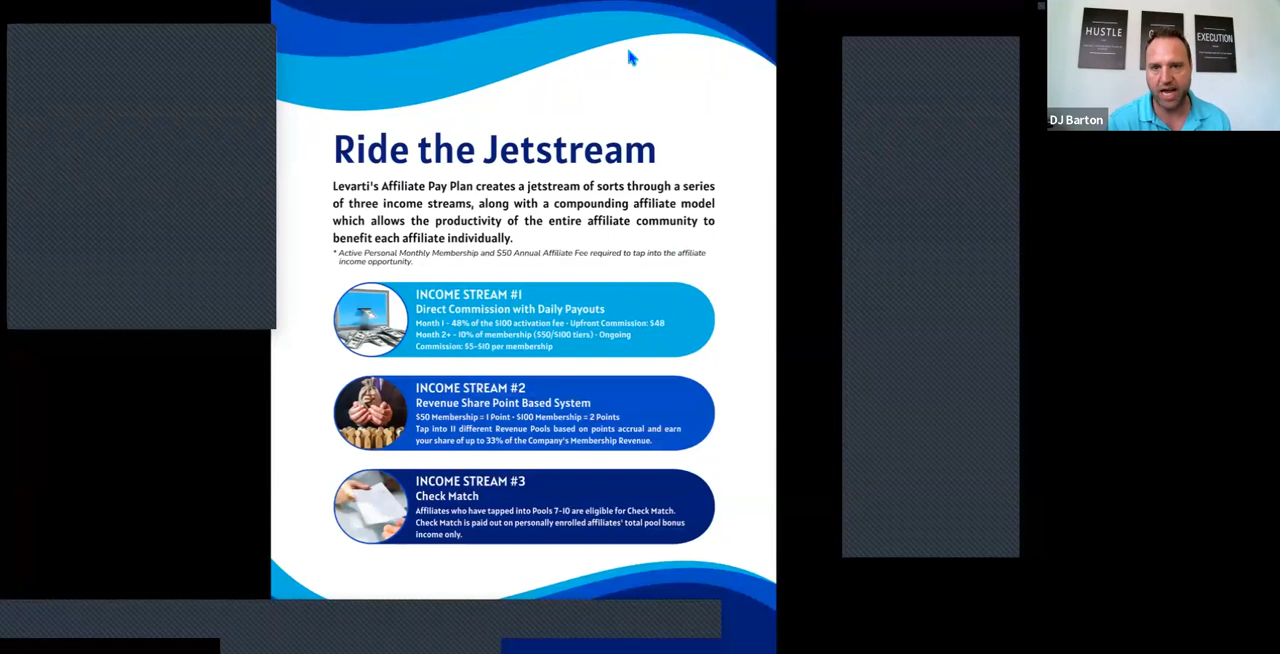 Ride the Jetstream
Levarti's Affiliate Pay Plan creates a jetstream of sorts through a series
of three income streams, along with a compounding affiliate model
which allows the productivity of the entire affiliate community to
benefit each affiliate individually.
* Active Personal Monthly Membership and $50 Annual Affiliate Fee required to tap into the affiliate
income opportunity.
INCOME STREAM #1
Direct Commission with Daily Payouts
Month 1 - 48% of the $100 activation fee - Upfront Commission: $48
Month 2+ - 10% of membership ($50/$100 tiers) - Ongoing
Commission: $5-$10 per membership
INCOME STREAM #2
Revenue Share Point Based System
$50 Membership = 1 Point • $100 Membership = 2 Points
Tap into 11 different Revenue Pools based on points accrual and earn
your share of up to 33% of the Company's Membership Revenue.
INCOME STREAM #3
Check Match
Affiliates who have tapped into Pools 7-10 are eligible for Check Match.
Check Match is paid out on personally enrolled affiliates' total pool bonus
income only.
HUSTLE
EXECUTION
DJ Barton